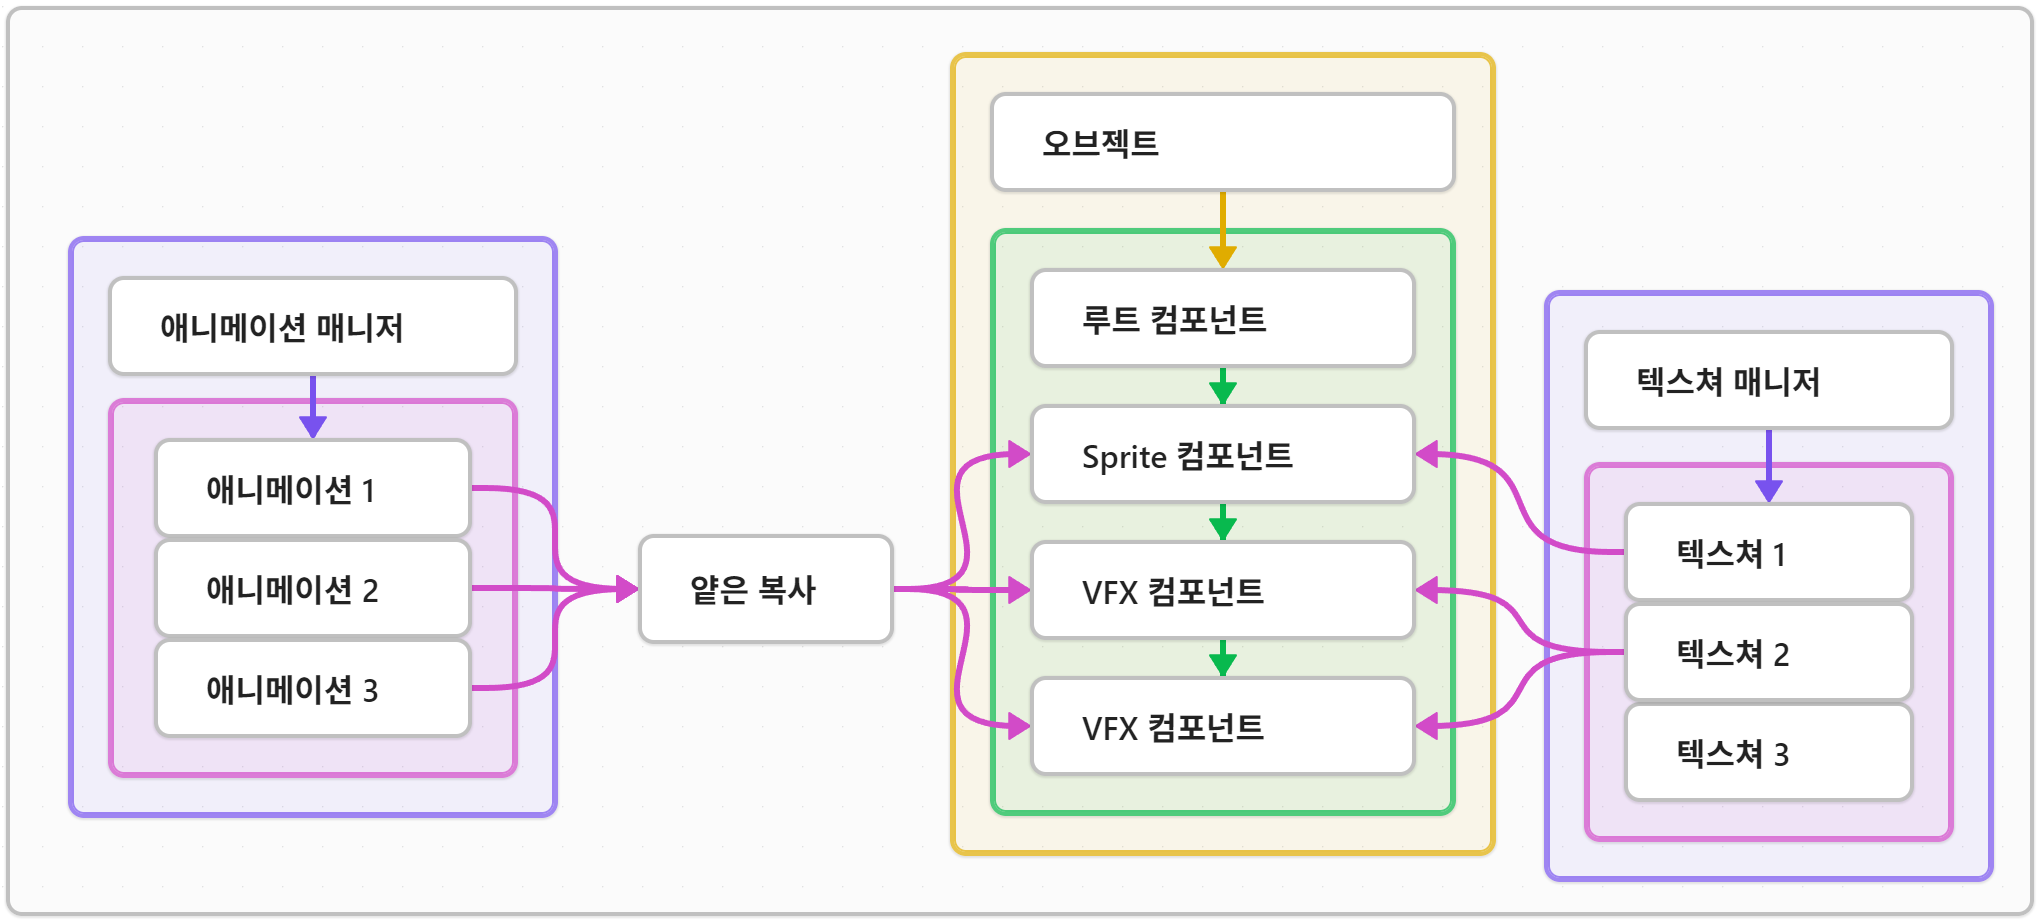 오브젝트
루트 컴포넌트
Sprite 컴포넌트
VFX 컴포넌트
VFX 컴포넌트
애니메이션 매니저
애니메이션 1
애니메이션 2
애니메이션 3
얕은 복사
텍스쳐 매니저
텍스쳐 1
텍스쳐 2
텍스쳐 3